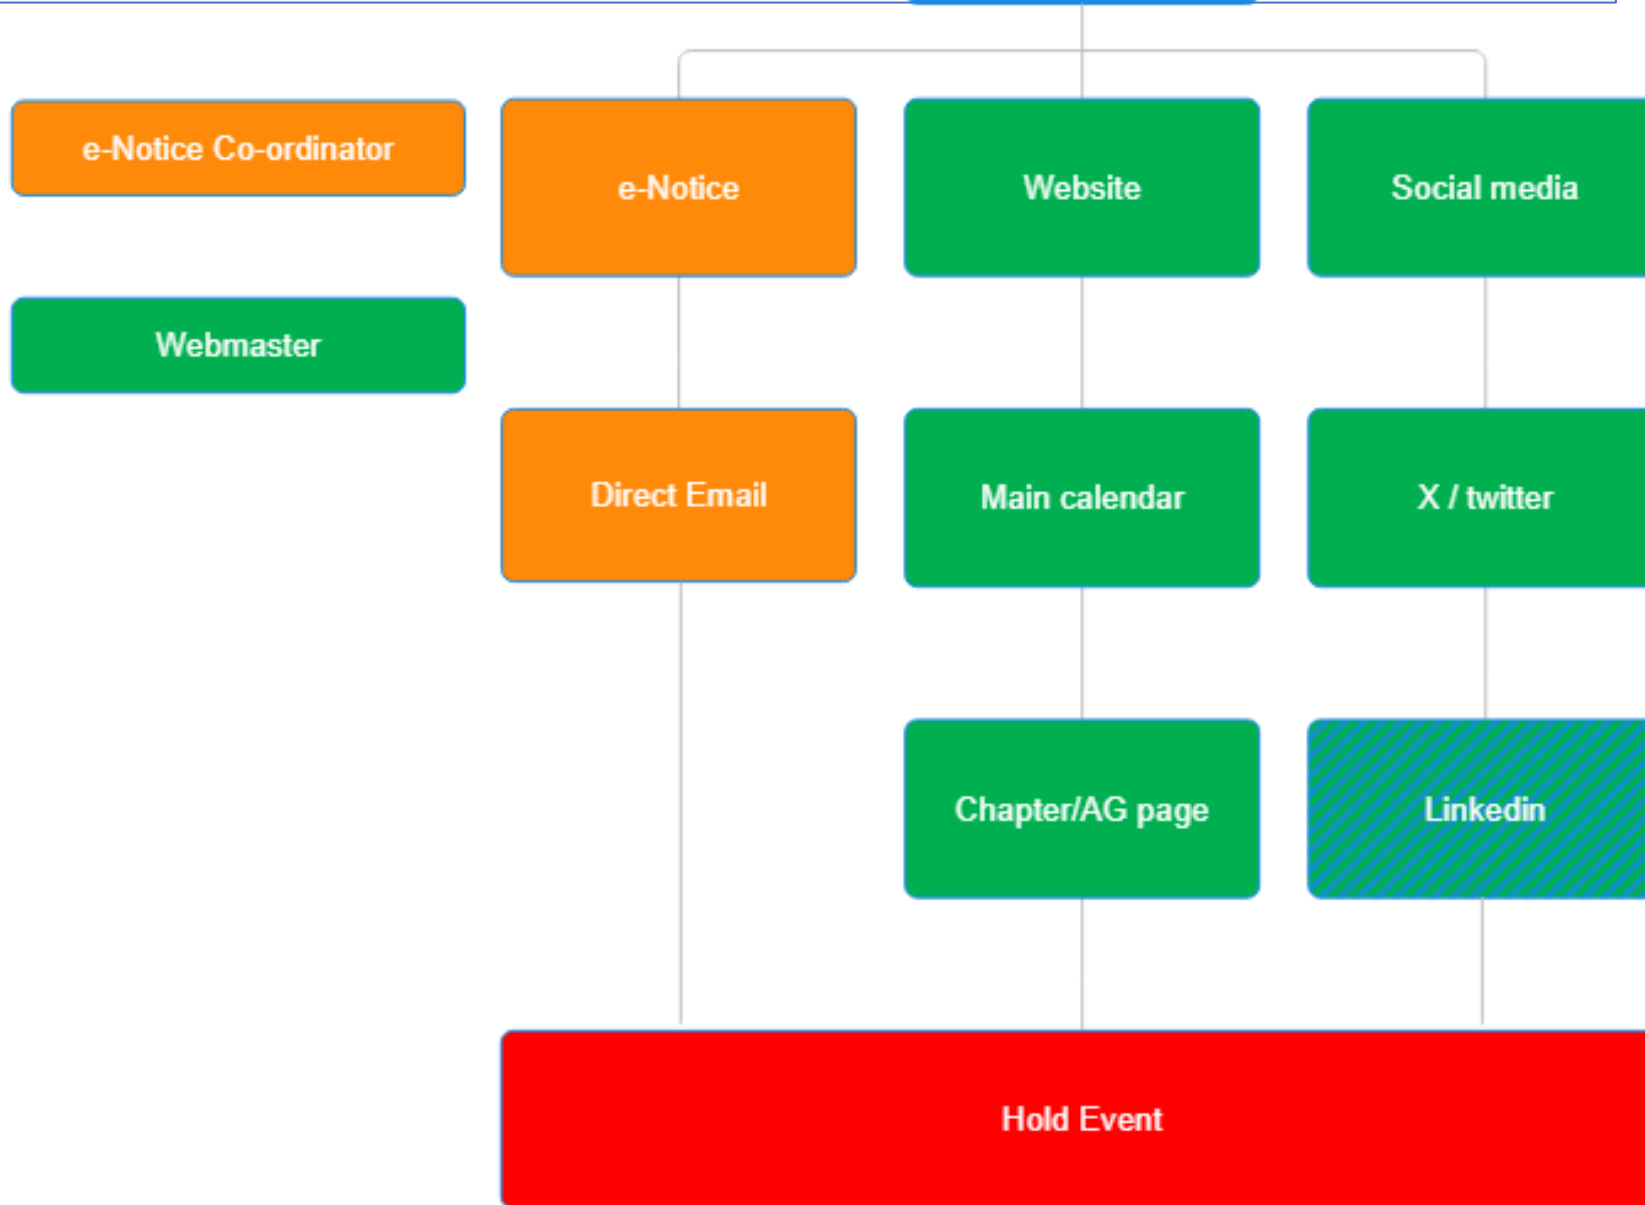 e-Notice Co-ordinator
e-Notice
Website
Social media
Webmaster
Direct Email
Main calendar
X / twitter
Chapter/AG page
Linkedin
Hold Event